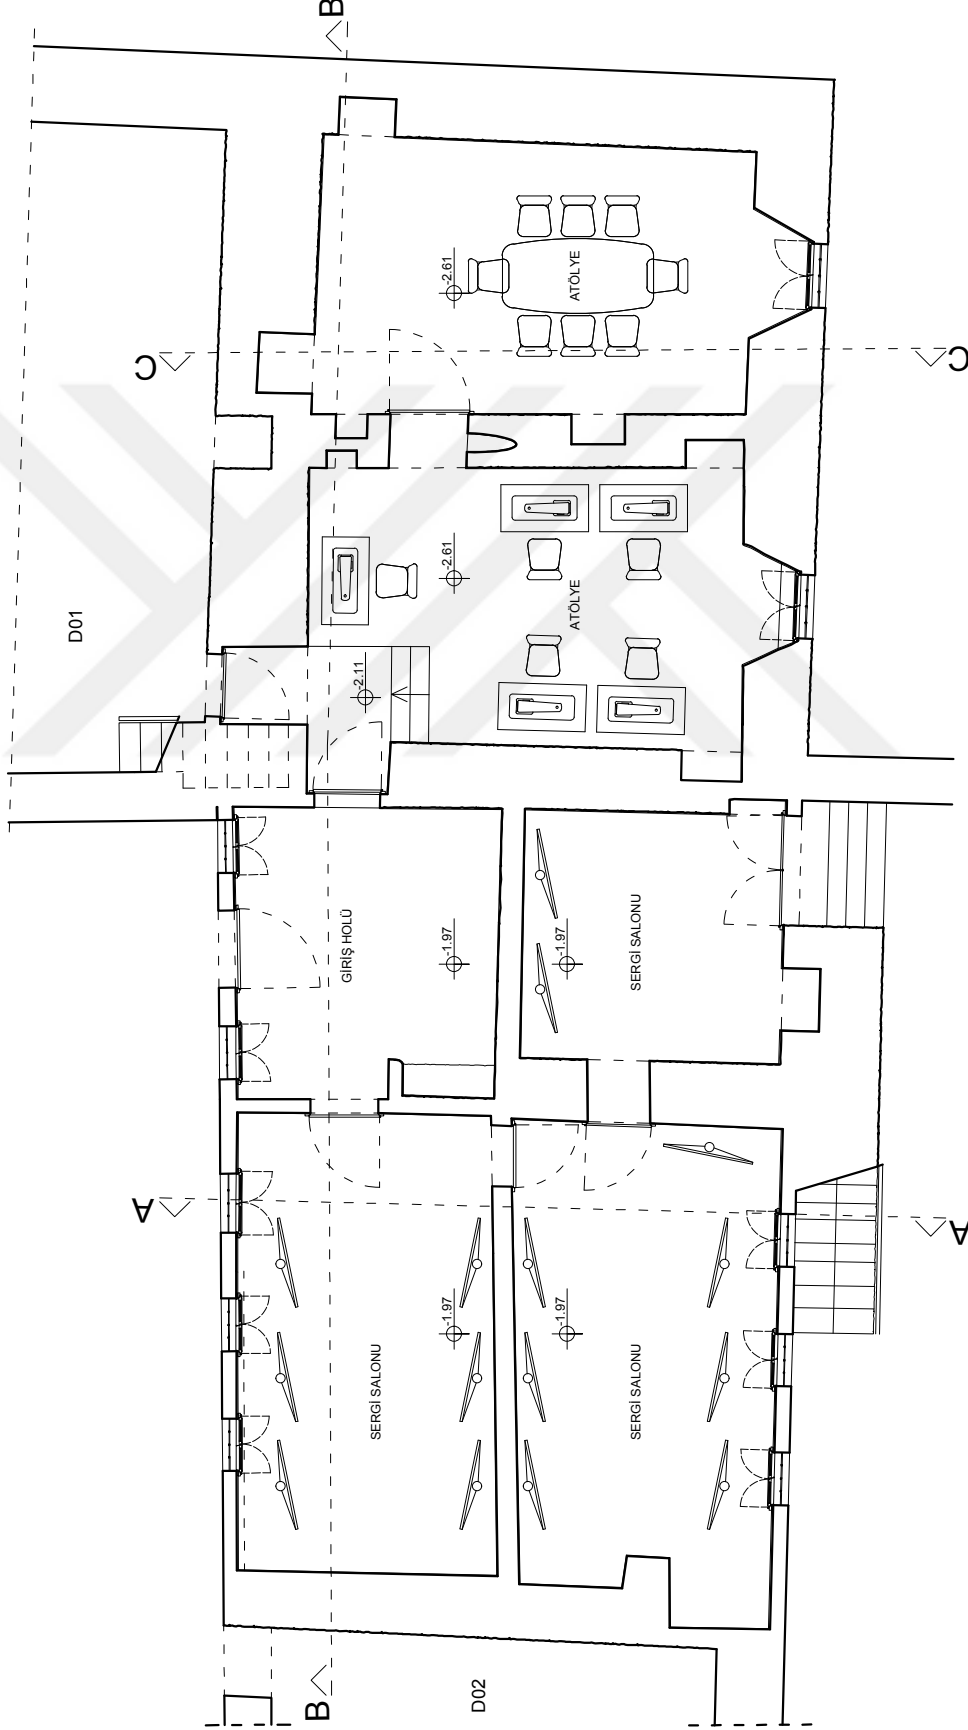 B
ATÖLYE
-2.61
C
C
D01
-2.61
ATÖLYE
-2.11
GİRİŞ HOLÜ
-1.97
SERGİ SALONU
-1.97
A
A
SERGİ SALONU
-1.97
SERGİ SALONU
-1.97
B
D02